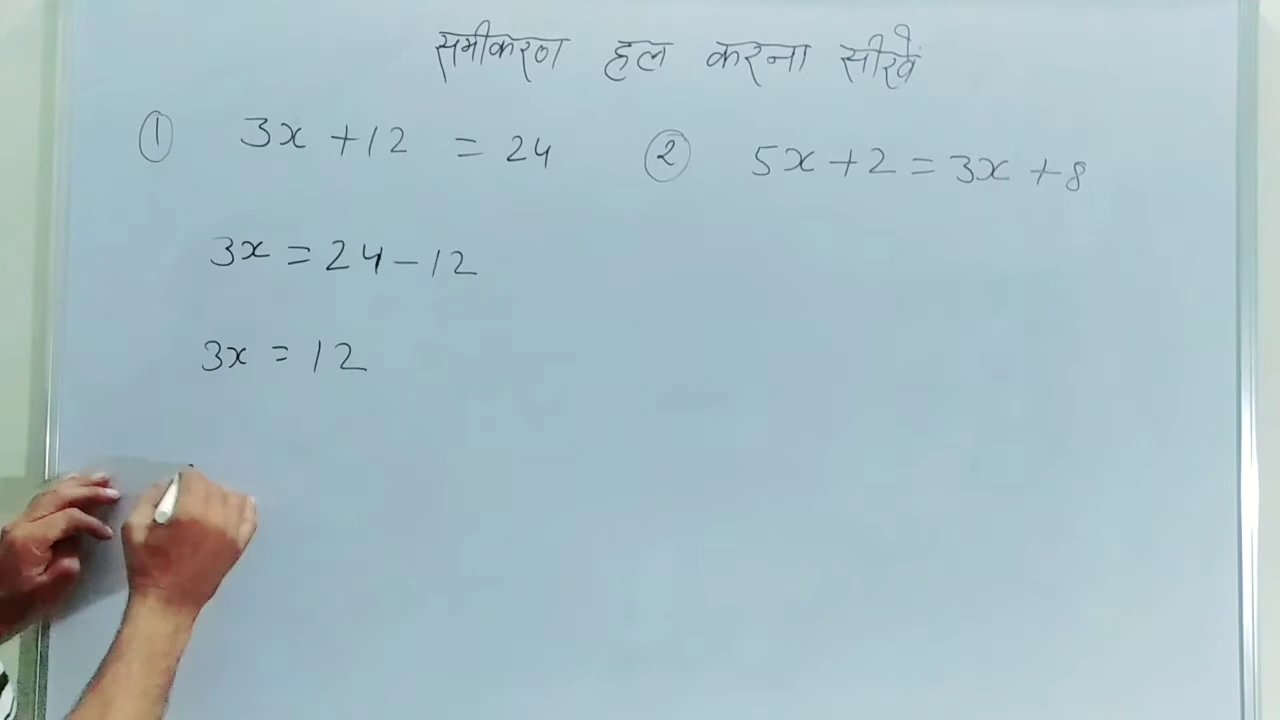 समीकरण हल करना सीखें
① 3x + 12 = 24
3x = 24 - 12
3x = 12
② 5x + 2 = 3x + 8